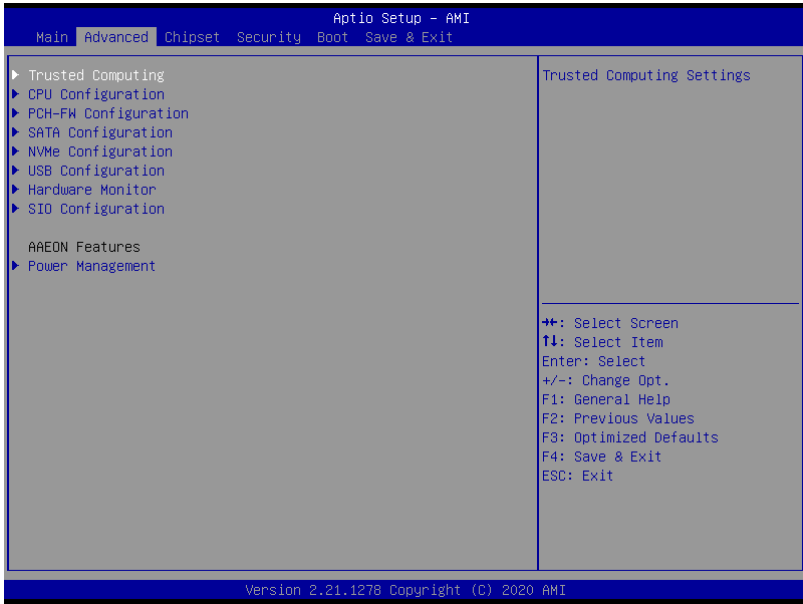 Aptio Setup – AMI
Main Advanced Chipset Security Boot Save & Exit
Trusted Computing
CPU Configuration
PCH-FW Configuration
SATA Configuration
NVMe Configuration
USB Configuration
Hardware Monitor
SIO Configuration
AAEON Features
Power Management
Trusted Computing Settings
→←: Select Screen
↑↓: Select Item
Enter: Select
+/-: Change Opt.
F1: General Help
F2: Previous Values
F3: Optimized Defaults
F4: Save & Exit
ESC: Exit
Version 2.21.1278 Copyright (C) 2020 AMI